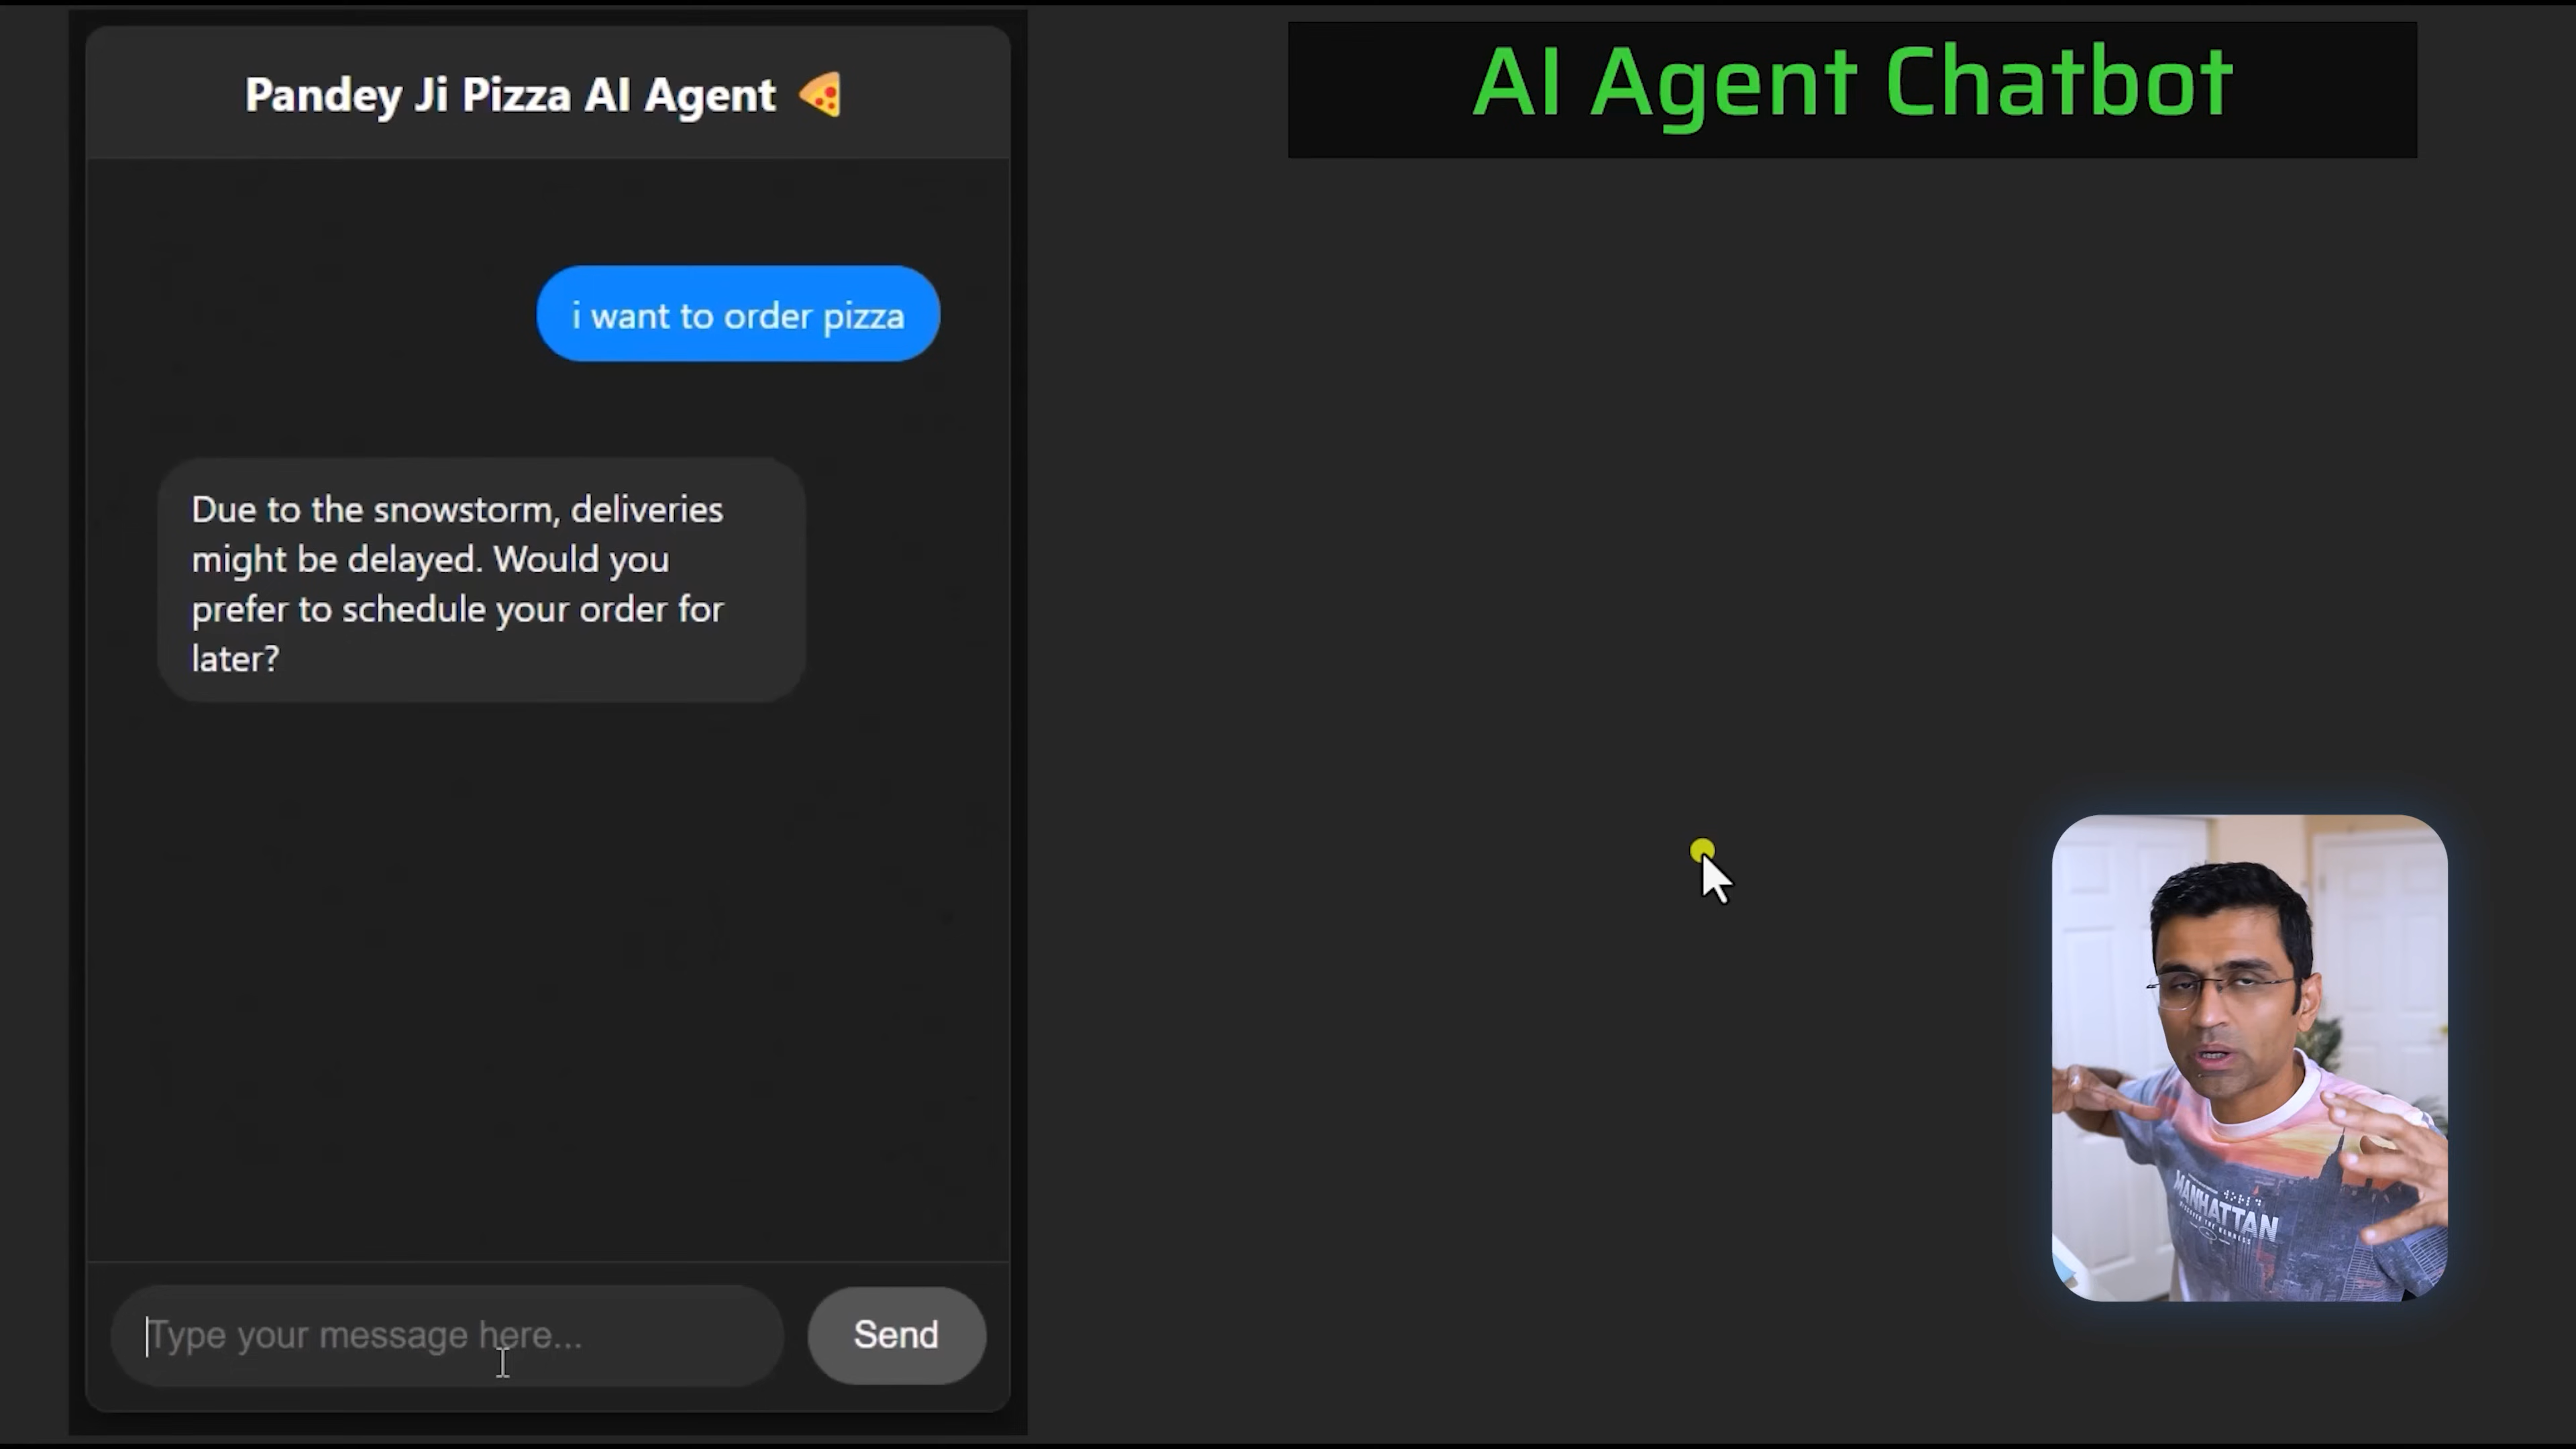 Pandey Ji Pizza AI Agent 🍕
AI Agent Chatbot
i want to order pizza
Due to the snowstorm, deliveries
might be delayed. Would you
prefer to schedule your order for
later?
Type your message here...
Send
MANHATTAN